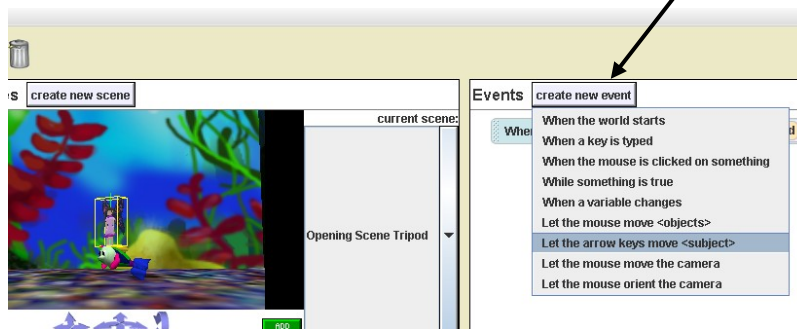 s create new scene
Events create new event
current scene:
Opening Scene Tripod
ADD
Whe
d
When the world starts
When a key is typed
When the mouse is clicked on something
While something is true
When a variable changes
Let the mouse move <objects>
Let the arrow keys move <subject>
Let the mouse move the camera
Let the mouse orient the camera